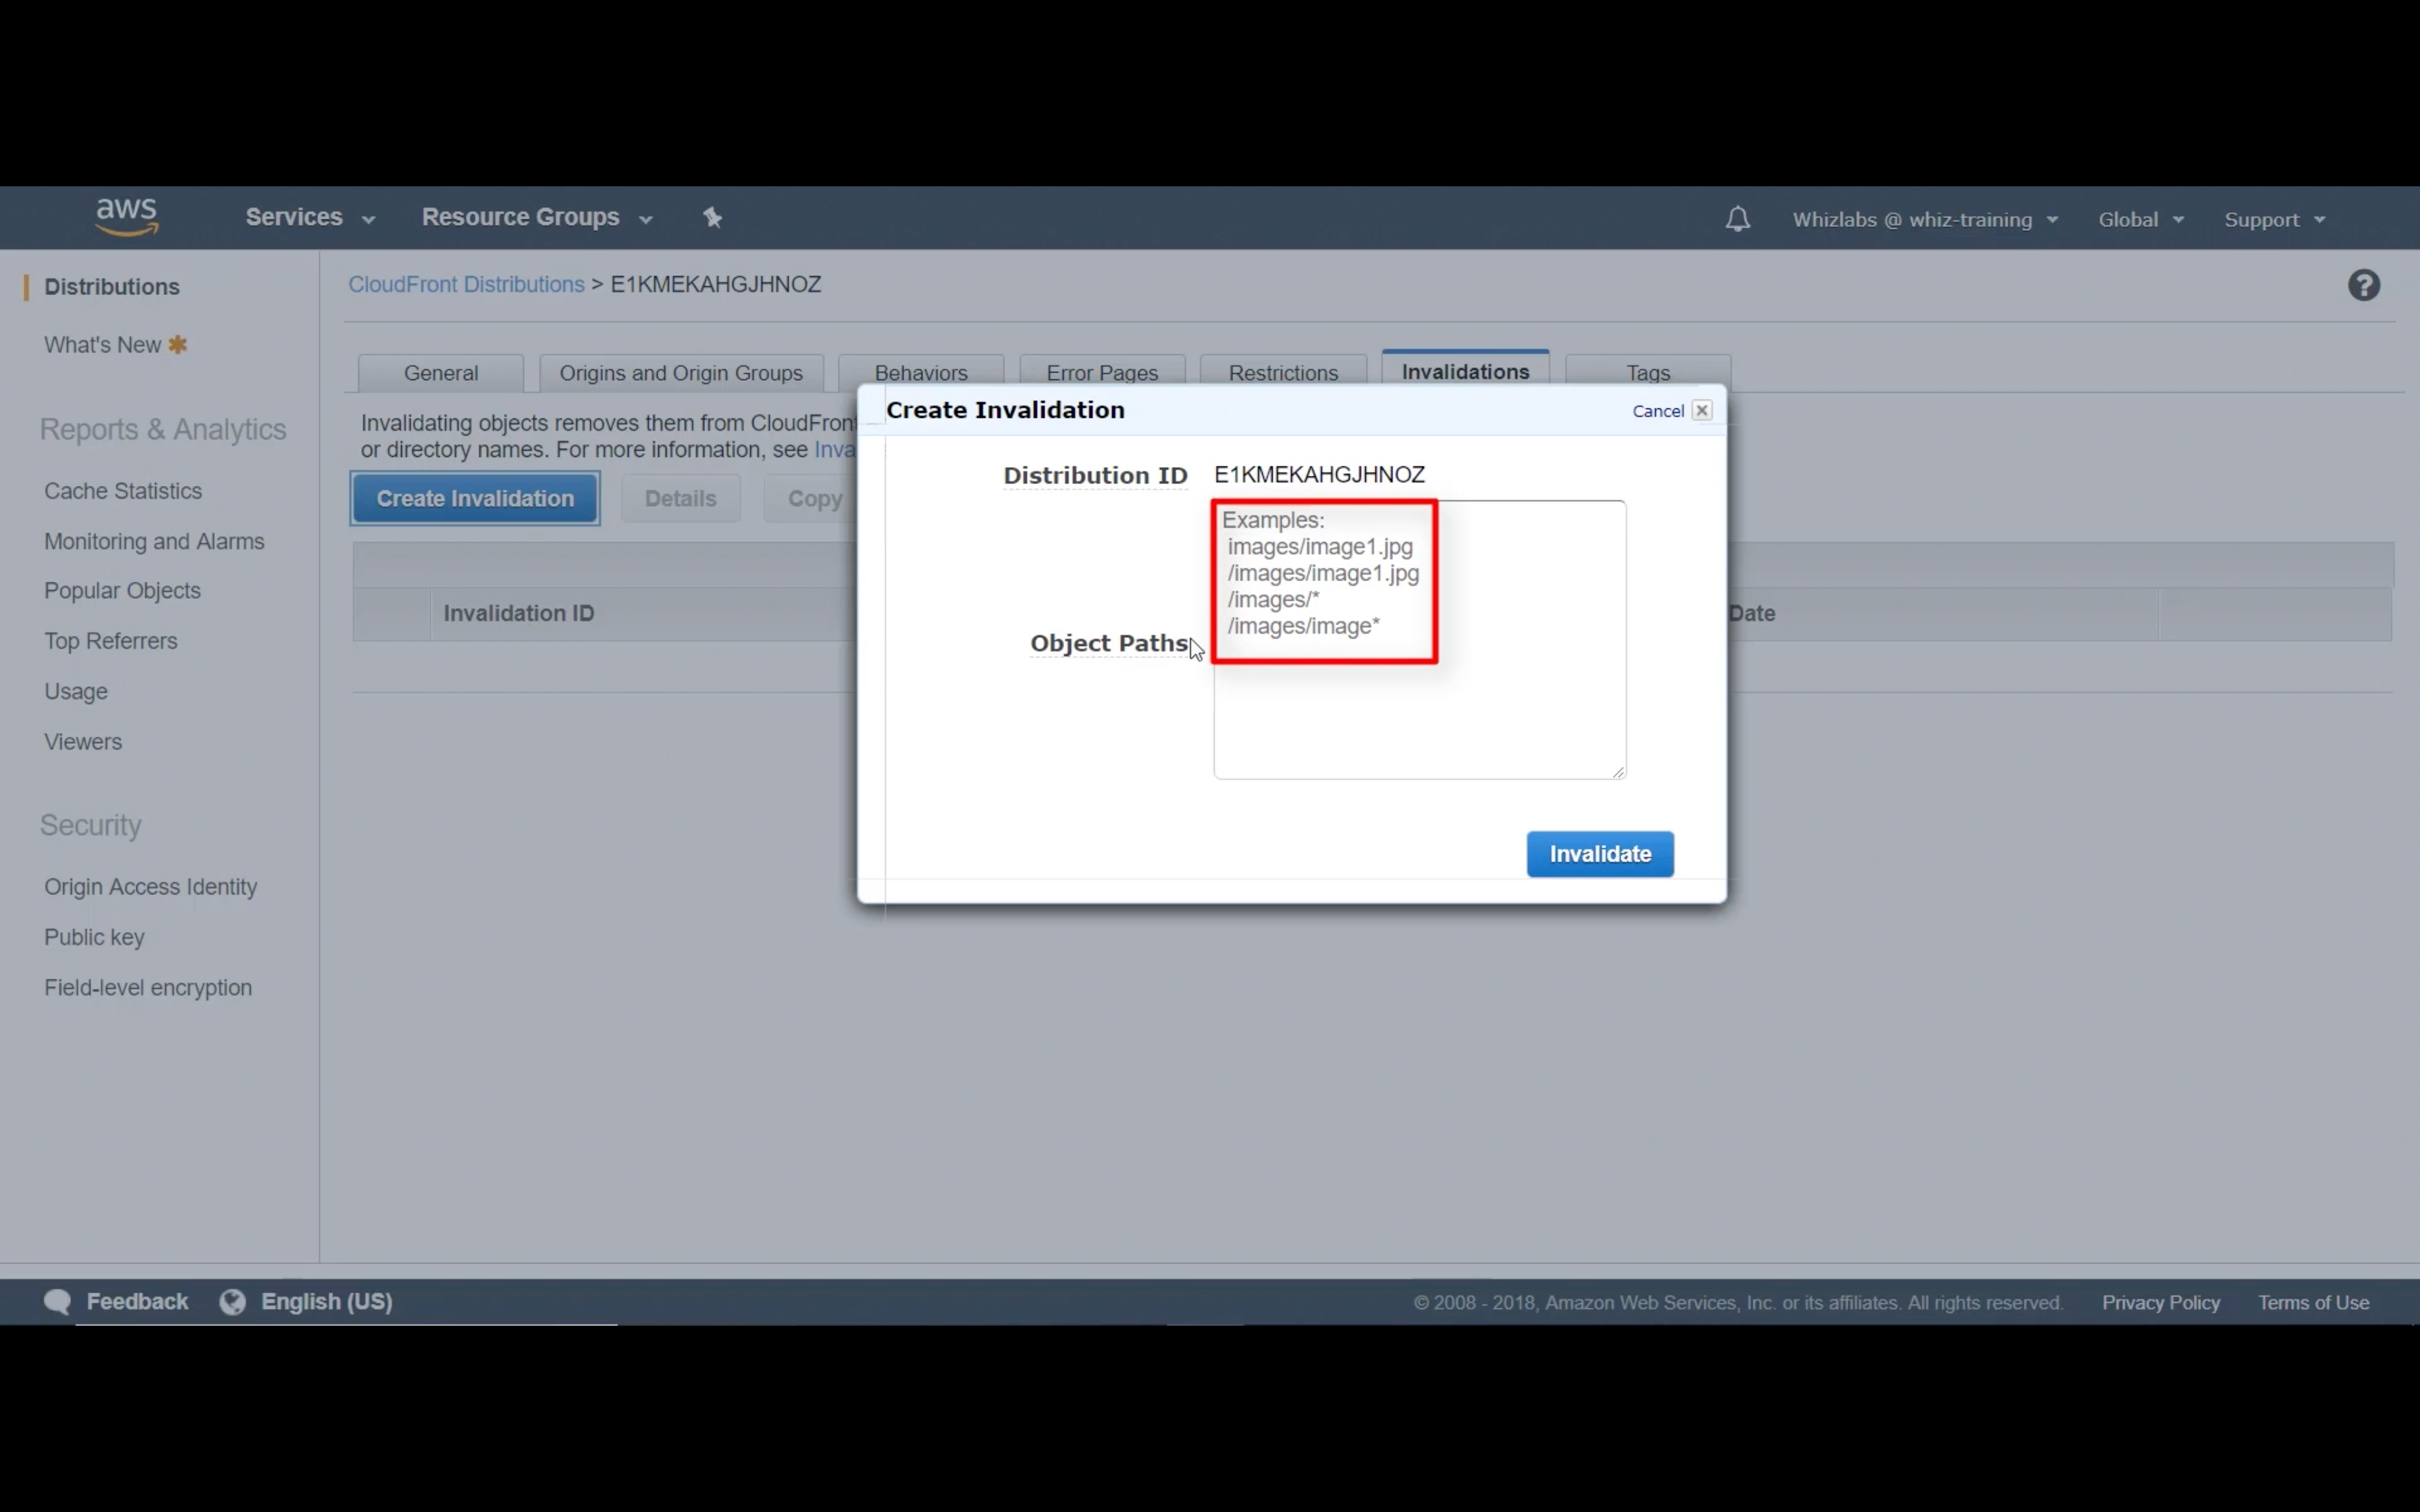 aws Services Resource Groups Whizlabs @ whiz-training Global Support
Distributions
What's New
Reports & Analytics
Cache Statistics
Monitoring and Alarms
Popular Objects
Top Referrers
Usage
Viewers
Security
Origin Access Identity
Public key
Field-level encryption
CloudFront Distributions > E1KMEKAHGJHNOZ
General Origins and Origin Groups Behaviors Error Pages Restrictions Invalidations Tags
Invalidating objects removes them from CloudFront
or directory names. For more information, see Inva
Create Invalidation Details Copy
Invalidation ID Date
Create Invalidation Cancel
Distribution ID E1KMEKAHGJHNOZ
Object Paths
Examples:
images/image1.jpg
/images/image1.jpg
/images/*
/images/image*
Invalidate
Feedback English (US) © 2008 - 2018, Amazon Web Services, Inc. or its affiliates. All rights reserved. Privacy Policy Terms of Use